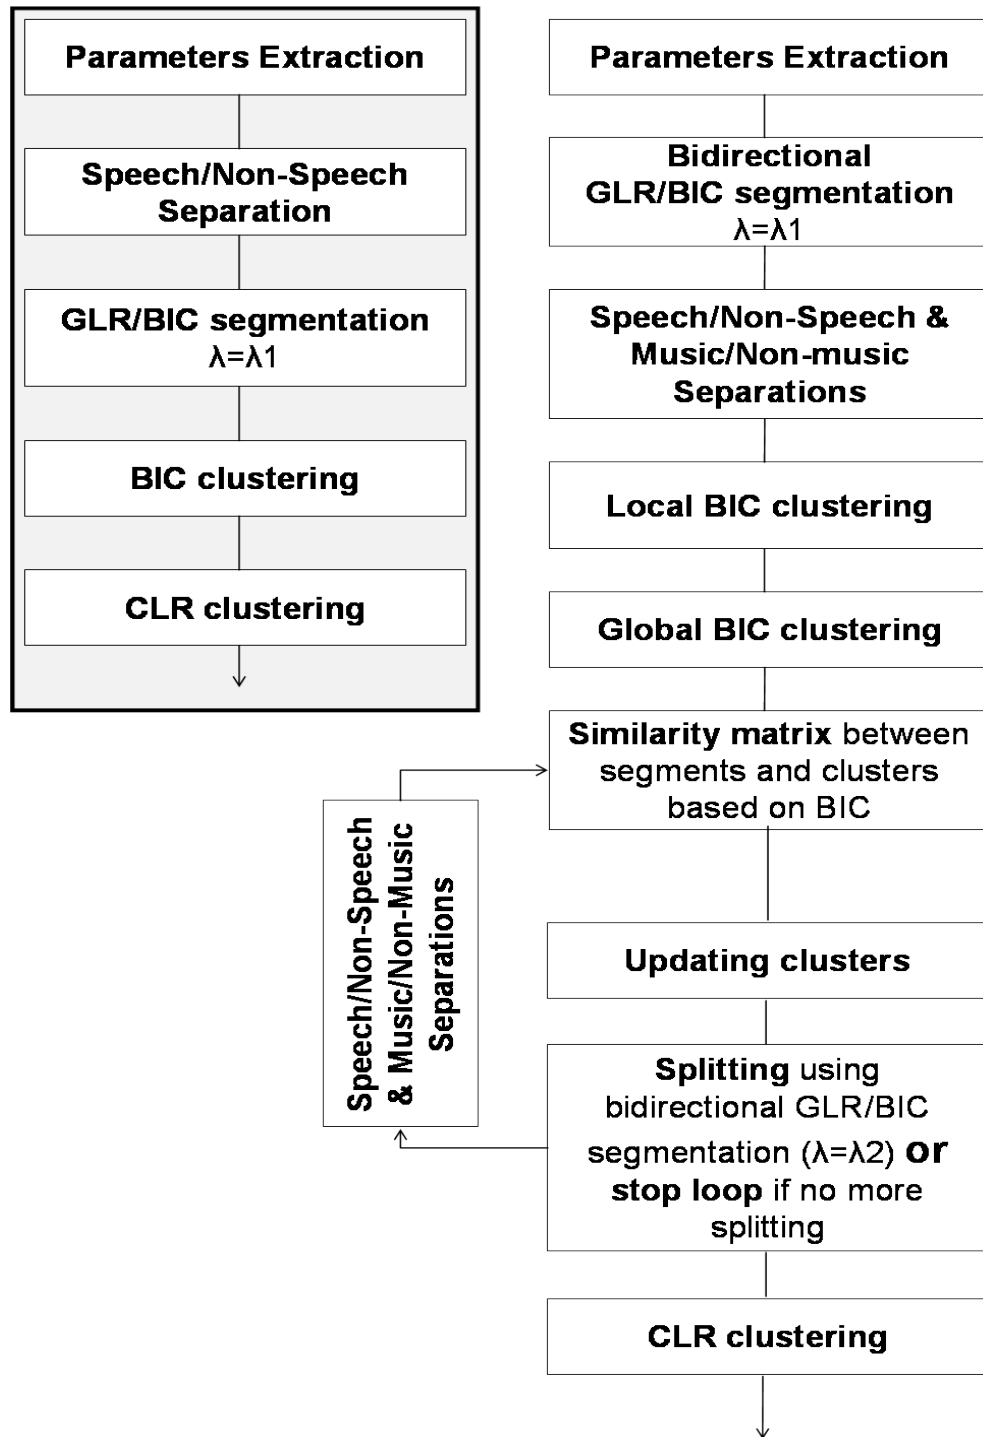 Parameters Extraction
Speech/Non-Speech
Separation
GLR/BIC segmentation
λ=λ1
BIC clustering
CLR clustering
Parameters Extraction
Bidirectional
GLR/BIC segmentation
λ=λ1
Speech/Non-Speech &
Music/Non-music
Separations
Local BIC clustering
Global BIC clustering
Similarity matrix between
segments and clusters
based on BIC
Updating clusters
Splitting using
bidirectional GLR/BIC
segmentation (λ=λ2) or
stop loop if no more
splitting
Speech/Non-Speech
& Music/Non-Music
Separations
CLR clustering